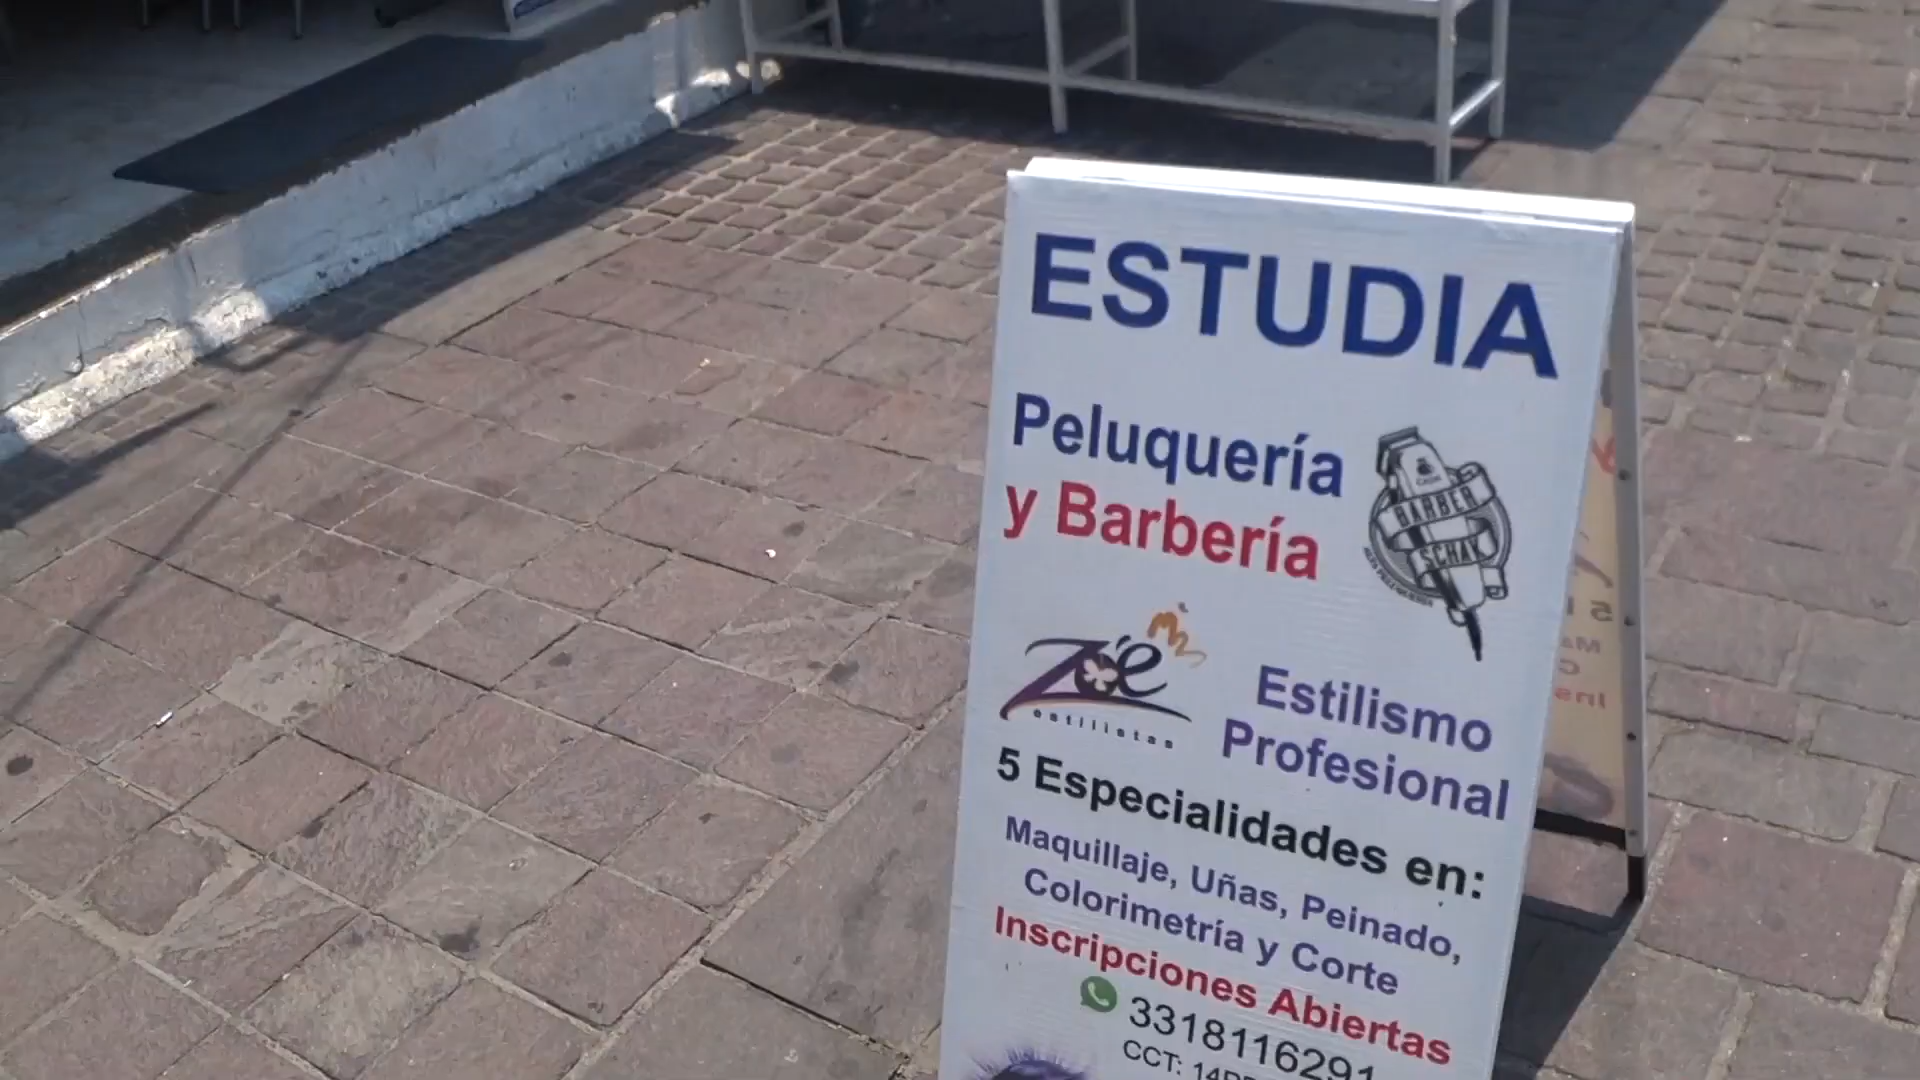 ESTUDIA
Peluquería
y Barbería
BARBER
SCHAK
Zoé
estilistas
Estilismo
Profesional
5 Especialidades en:
Maquillaje, Uñas, Peinado,
Colorimetría y Corte
Inscripciones Abiertas
3318116291
CCT: